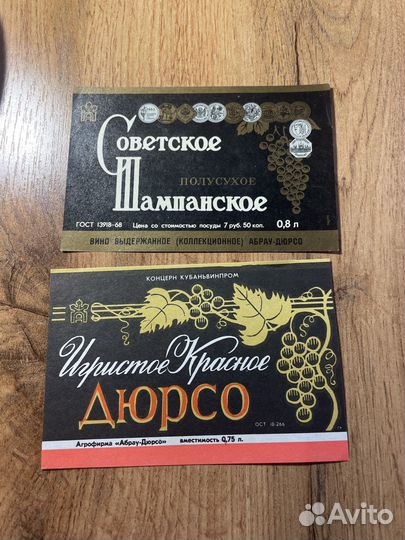 Советское
ПОЛУСУХОЕ
Шампанское
ГОСТ 13918-68 Цена со стоимостью посуды 7 руб. 50 коп. 0,8 л
ВИНО ВЫДЕРЖАННОЕ (КОЛЛЕКЦИОННОЕ) АБРАУ-ДЮРСО
КОНЦЕРН КУБАНЬВИНПРОМ
Игристое Красное
ДЮРСО
ОСТ 18-266
Агрофирма «Абрау-Дюрсо» вместимость 0,75 л.
Avito